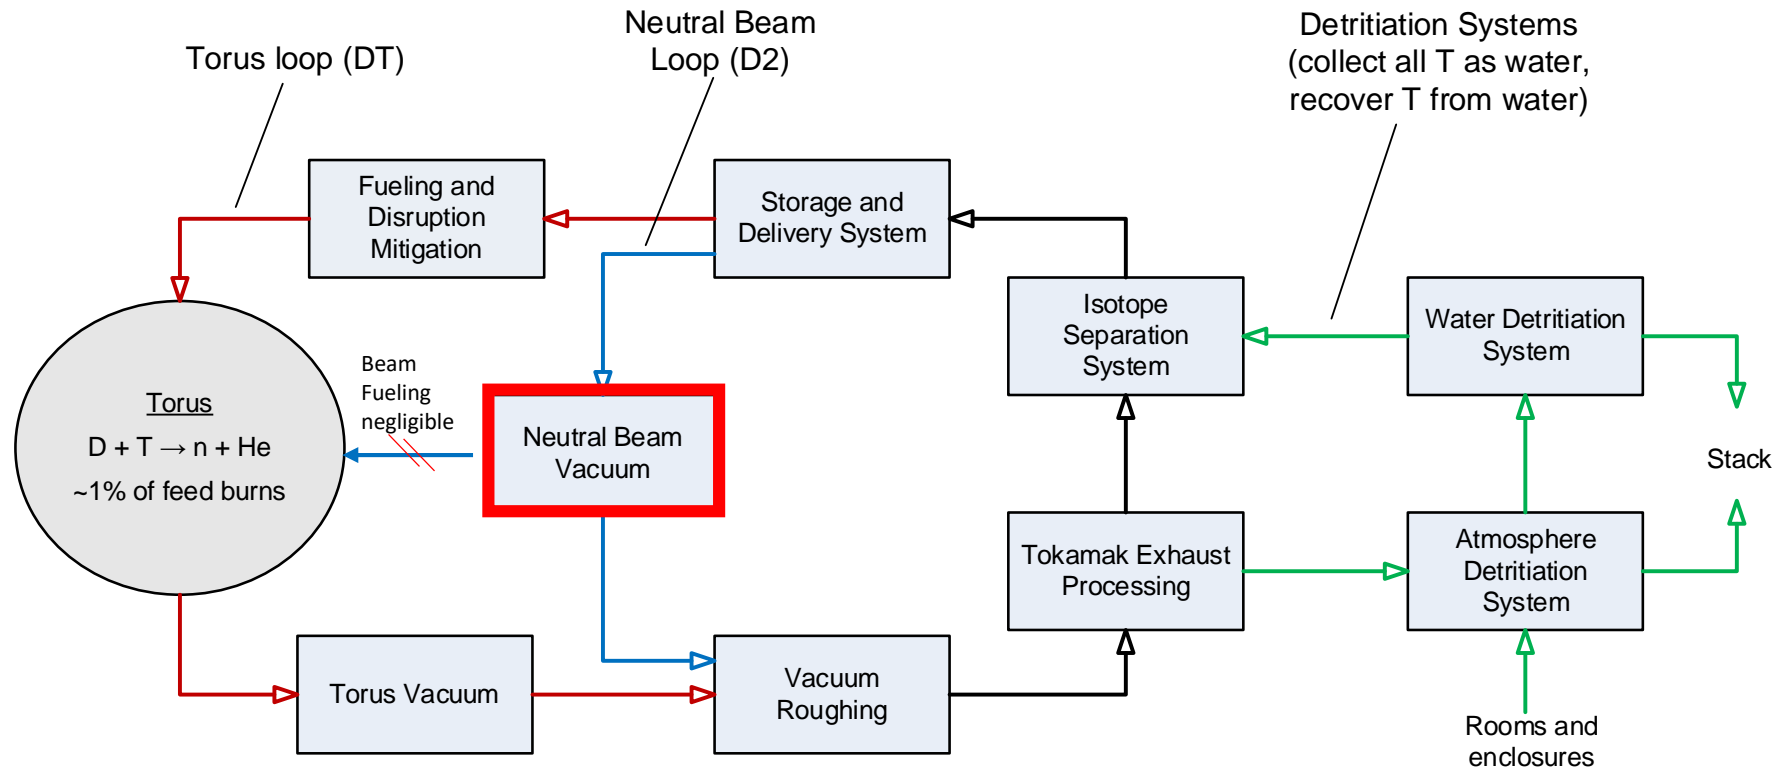 Torus loop (DT)
Neutral Beam
Loop (D2)
Detritiation Systems
(collect all T as water,
recover T from water)
Fueling and
Disruption
Mitigation
Storage and
Delivery System
Isotope
Separation
System
Water Detritiation
System
Beam
Fueling
negligible
Torus
D + T → n + He
~1% of feed burns
Neutral Beam
Vacuum
Stack
Tokamak Exhaust
Processing
Atmosphere
Detritiation
System
Torus Vacuum
Vacuum
Roughing
Rooms and
enclosures